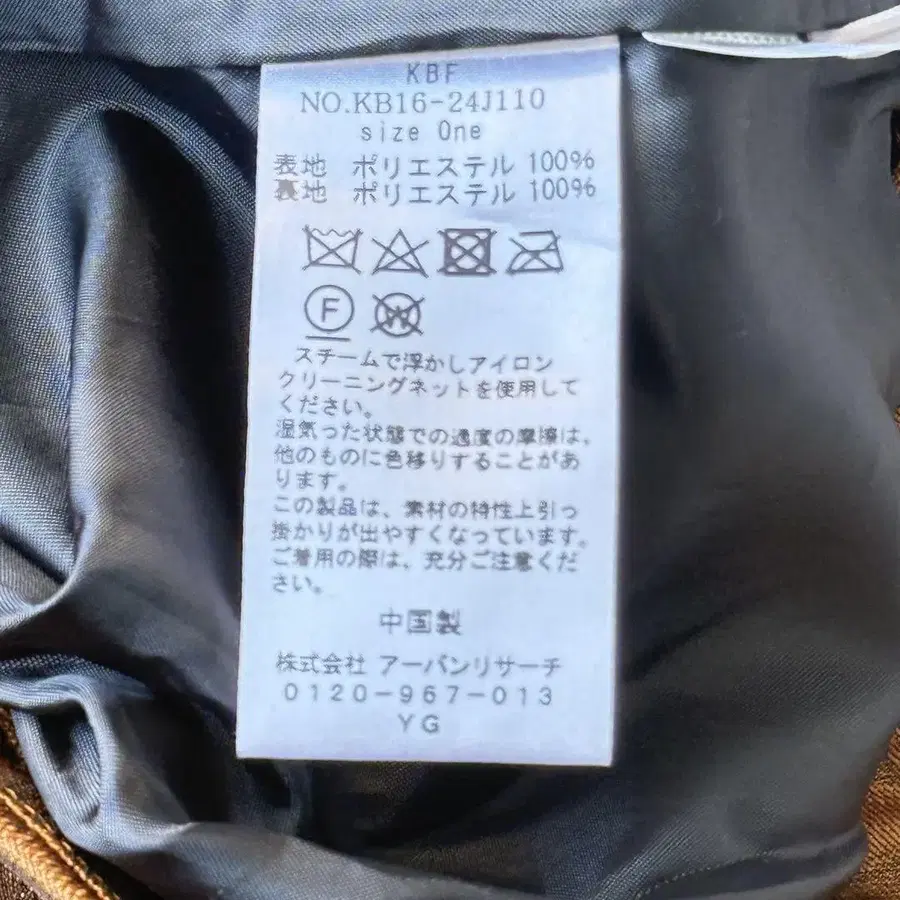 KBF
NO.KB16-24J110
size One
表地 ポリエステル 100%
裏地 ポリエステル 100%
F
W
スチームで浮かしアイロン
クリーニングネットを使用して
ください。
湿気った状態での過度の摩擦は、
他のものに色移りすることがあ
ります。
この製品は、素材の特性上引っ
掛かりが出やすくなっています。
ご着用の際は、充分ご注意くだ
さい。
中国製
株式会社 アーバンリサーチ
0120-967-013
YG